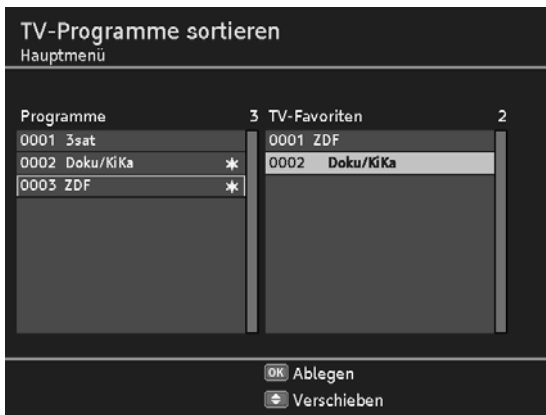 TV-Programme sortieren
Hauptmenü
Programme 3 TV-Favoriten 2
0001 3sat 0001 ZDF
0002 Doku/KiKa 0002 Doku/KiKa
0003 ZDF
OK Ablegen
Verschieben